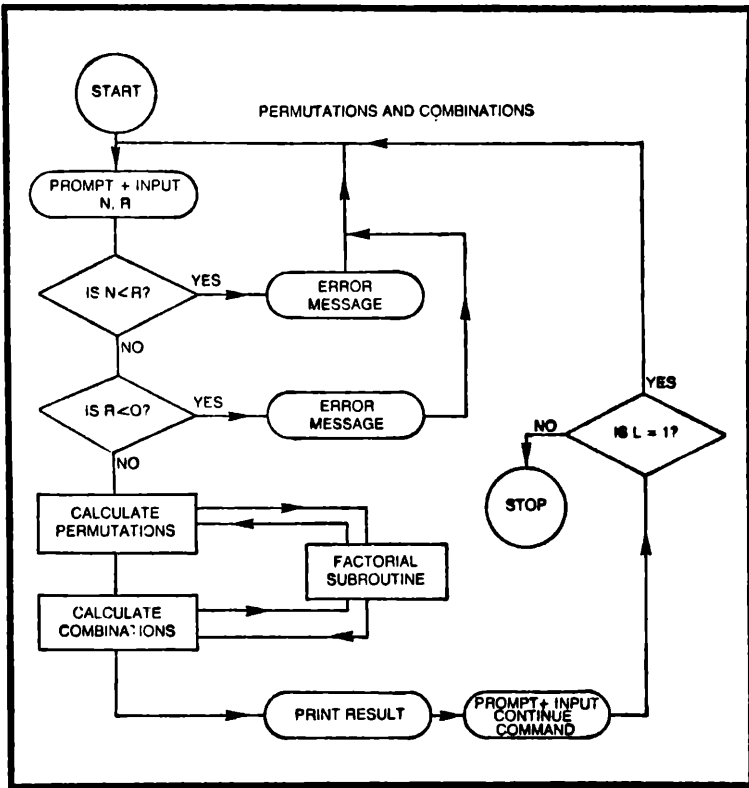 START
PERMUTATIONS AND COMBINATIONS
PROMPT + INPUT
N, R
IS N<R?
YES
ERROR
MESSAGE
NO
IS R<O?
YES
ERROR
MESSAGE
NO
CALCULATE
PERMUTATIONS
FACTORIAL
SUBROUTINE
CALCULATE
COMBINATIONS
PRINT RESULT
PROMPT+ INPUT
CONTINUE
COMMAND
YES
IS L = 1?
NO
STOP